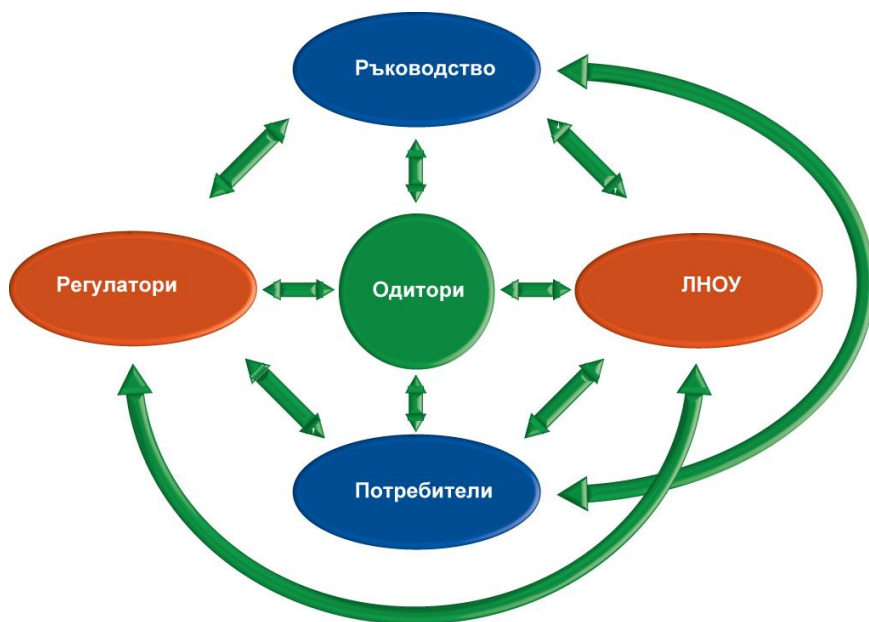 Ръководство
Регулатори
Одитори
ЛНОУ
Потребители